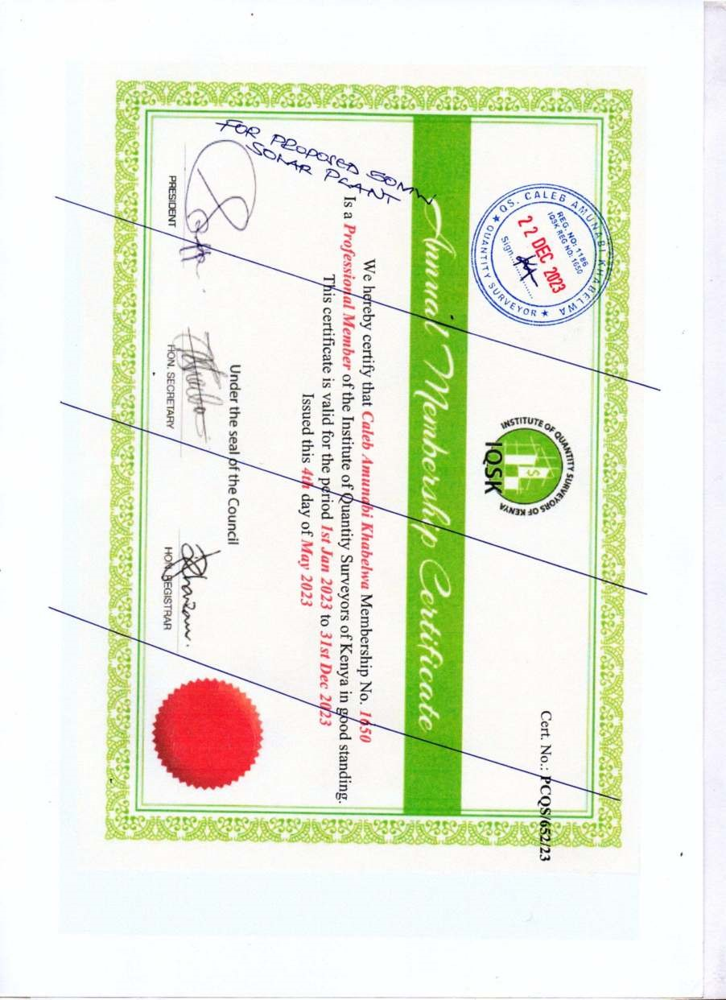 Cert. No.: PCQS/652/23
INSTITUTE OF QUANTITY SURVEYORS OF KENYA
IQSK
QS. CALEB AMUNABI KHABELWA
REG. NO: 1186
IQSK REG NO: 1650
22 DEC 2023
Sign...............
★ QUANTITY SURVEYOR ★
Annual Membership Certificate
We hereby certify that Caleb Amunabi Khabelwa Membership No. 1650
Is a Professional Member of the Institute of Quantity Surveyors of Kenya in good standing.
This certificate is valid for the period 1st Jan 2023 to 31st Dec 2023
Issued this 4th day of May 2023
FOR PROPOSED 50MW
SOLAR PLANT
Under the seal of the Council
PRESIDENT
HON. SECRETARY
HON. REGISTRAR